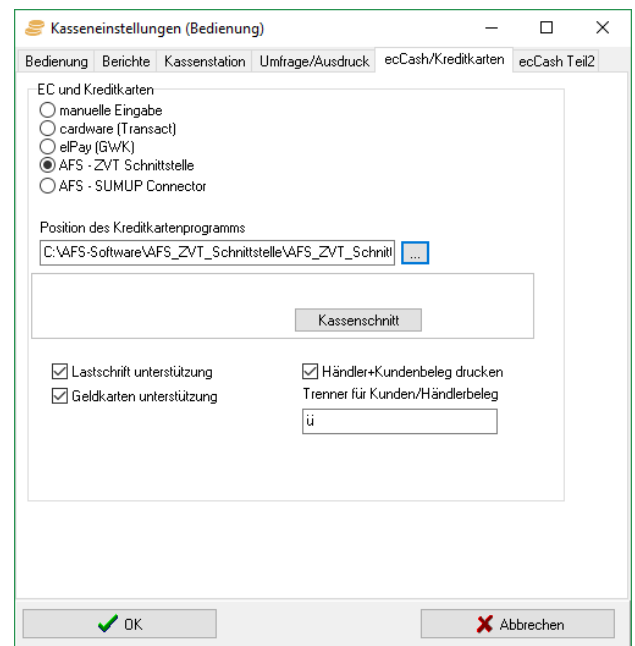 Kasseneinstellungen (Bedienung)
Bedienung Berichte Kassenstation Umfrage/Ausdruck ecCash/Kreditkarten ecCash Teil2
EC und Kreditkarten
manuelle Eingabe
cardware (Transact)
elPay (GWK)
AFS - ZVT Schnittstelle
AFS - SUMUP Connector
Position des Kreditkartenprogramms
C:\AFS-Software\AFS_ZVT_Schnittstelle\AFS_ZVT_Schnitt ...
Kassenschnitt
Lastschrift unterstützung
Händler+Kundenbeleg drucken
Geldkarten unterstützung
Trenner für Kunden/Händlerbeleg
ü
OK
Abbrechen